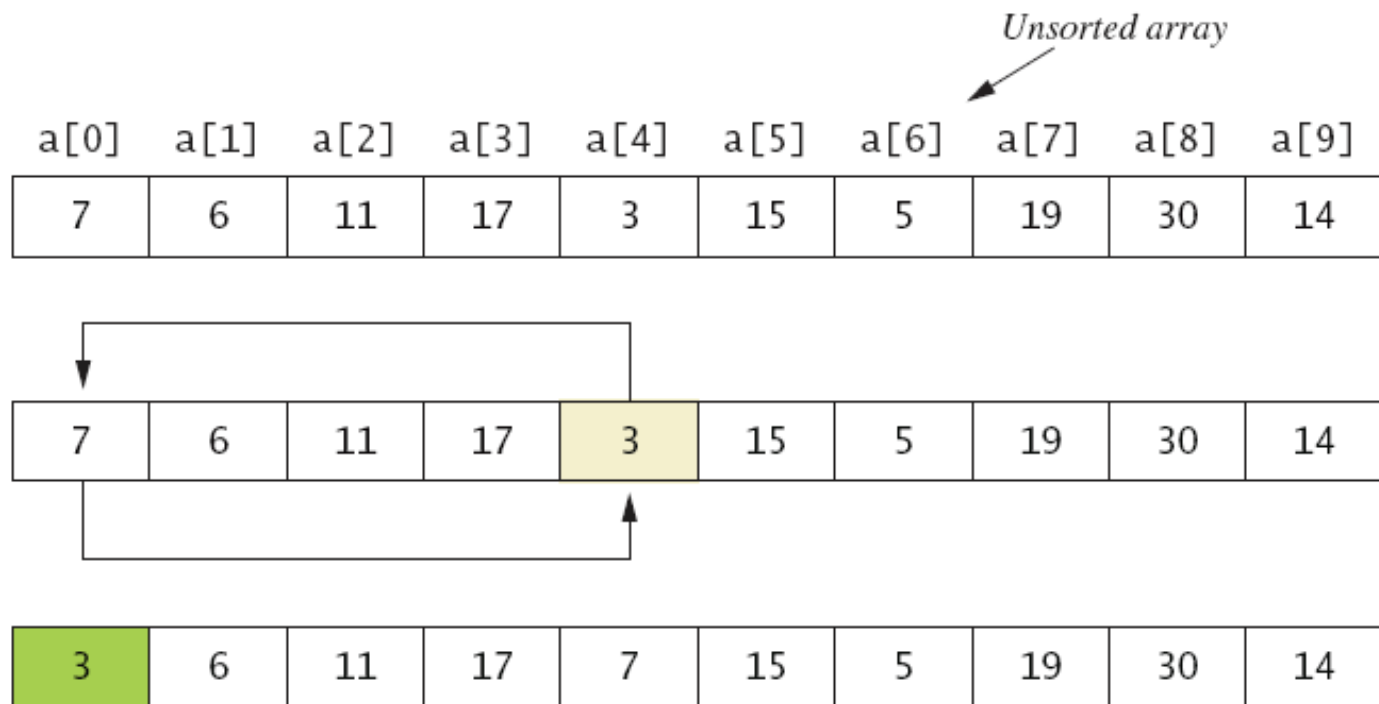 Unsorted array
a[0] a[1] a[2] a[3] a[4] a[5] a[6] a[7] a[8] a[9]
7 6 11 17 3 15 5 19 30 14
7 6 11 17 3 15 5 19 30 14
3 6 11 17 7 15 5 19 30 14